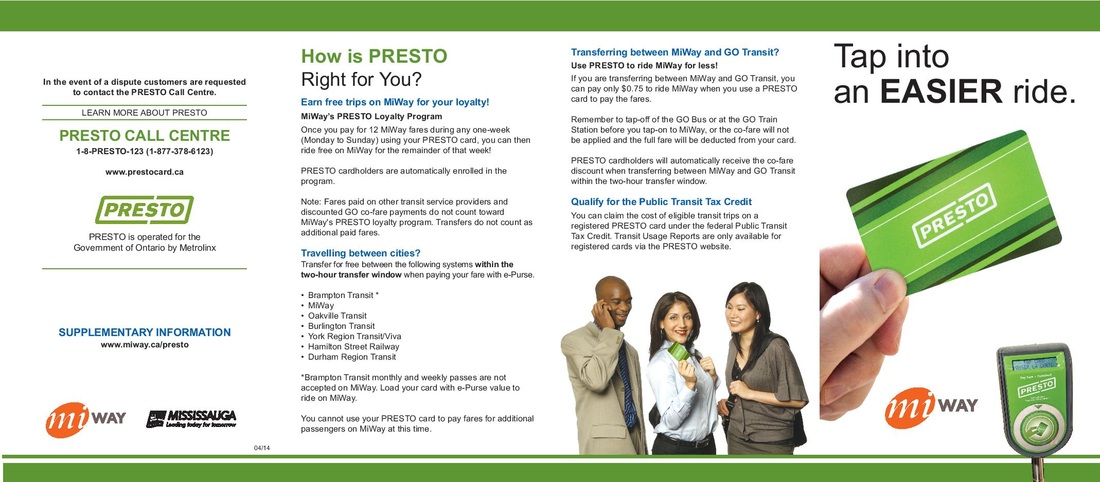 In the event of a dispute customers are requested
to contact the PRESTO Call Centre.
LEARN MORE ABOUT PRESTO
PRESTO CALL CENTRE
1-8-PRESTO-123 (1-877-378-6123)
www.prestocard.ca
PRESTO
PRESTO is operated for the
Government of Ontario by Metrolinx
SUPPLEMENTARY INFORMATION
www.miway.ca/presto
mi WAY
MISSISSAUGA
Leading today for tomorrow
04/14
How is PRESTO
Right for You?
Earn free trips on MiWay for your loyalty!
MiWay's PRESTO Loyalty Program
Once you pay for 12 MiWay fares during any one-week
(Monday to Sunday) using your PRESTO card, you can then
ride free on MiWay for the remainder of that week!
PRESTO cardholders are automatically enrolled in the
program.
Note: Fares paid on other transit service providers and
discounted GO co-fare payments do not count toward
MiWay's PRESTO loyalty program. Transfers do not count as
additional paid fares.
Travelling between cities?
Transfer for free between the following systems within the
two-hour transfer window when paying your fare with e-Purse.
• Brampton Transit *
• MiWay
• Oakville Transit
• Burlington Transit
• York Region Transit/Viva
• Hamilton Street Railway
• Durham Region Transit
*Brampton Transit monthly and weekly passes are not
accepted on MiWay. Load your card with e-Purse value to
ride on MiWay.
You cannot use your PRESTO card to pay fares for additional
passengers on MiWay at this time.
Transferring between MiWay and GO Transit?
Use PRESTO to ride MiWay for less!
If you are transferring between MiWay and GO Transit, you
can pay only $0.75 to ride MiWay when you use a PRESTO
card to pay the fares.
Remember to tap-off of the GO Bus or at the GO Train
Station before you tap-on to MiWay, or the co-fare will not
be applied and the full fare will be deducted from your card.
PRESTO cardholders will automatically receive the co-fare
discount when transferring between MiWay and GO Transit
within the two-hour transfer window.
Qualify for the Public Transit Tax Credit
You can claim the cost of eligible transit trips on a
registered PRESTO card under the federal Public Transit
Tax Credit. Transit Usage Reports are only available for
registered cards via the PRESTO website.
Tap into
an EASIER ride.
PRESTO
mi WAY
PRESTO